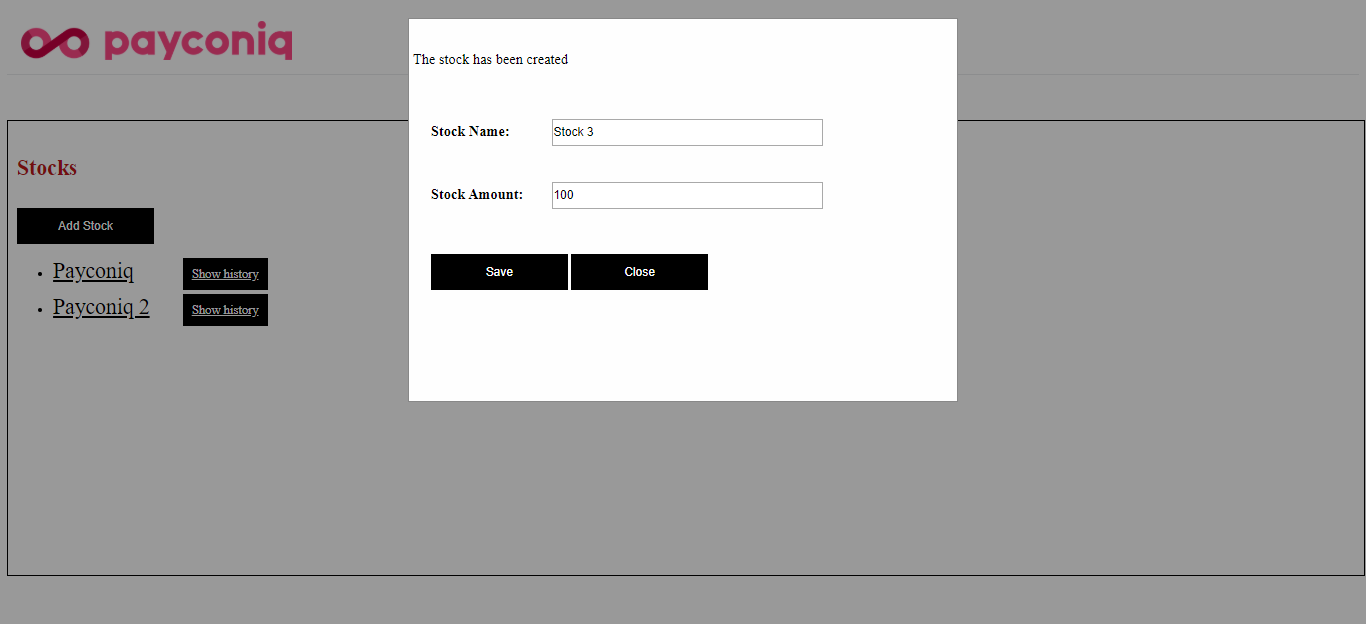 payconiq
The stock has been created
Stock Name: Stock 3
Stock Amount: 100
Save Close
Stocks
Add Stock
Payconiq Show history
Payconiq 2 Show history